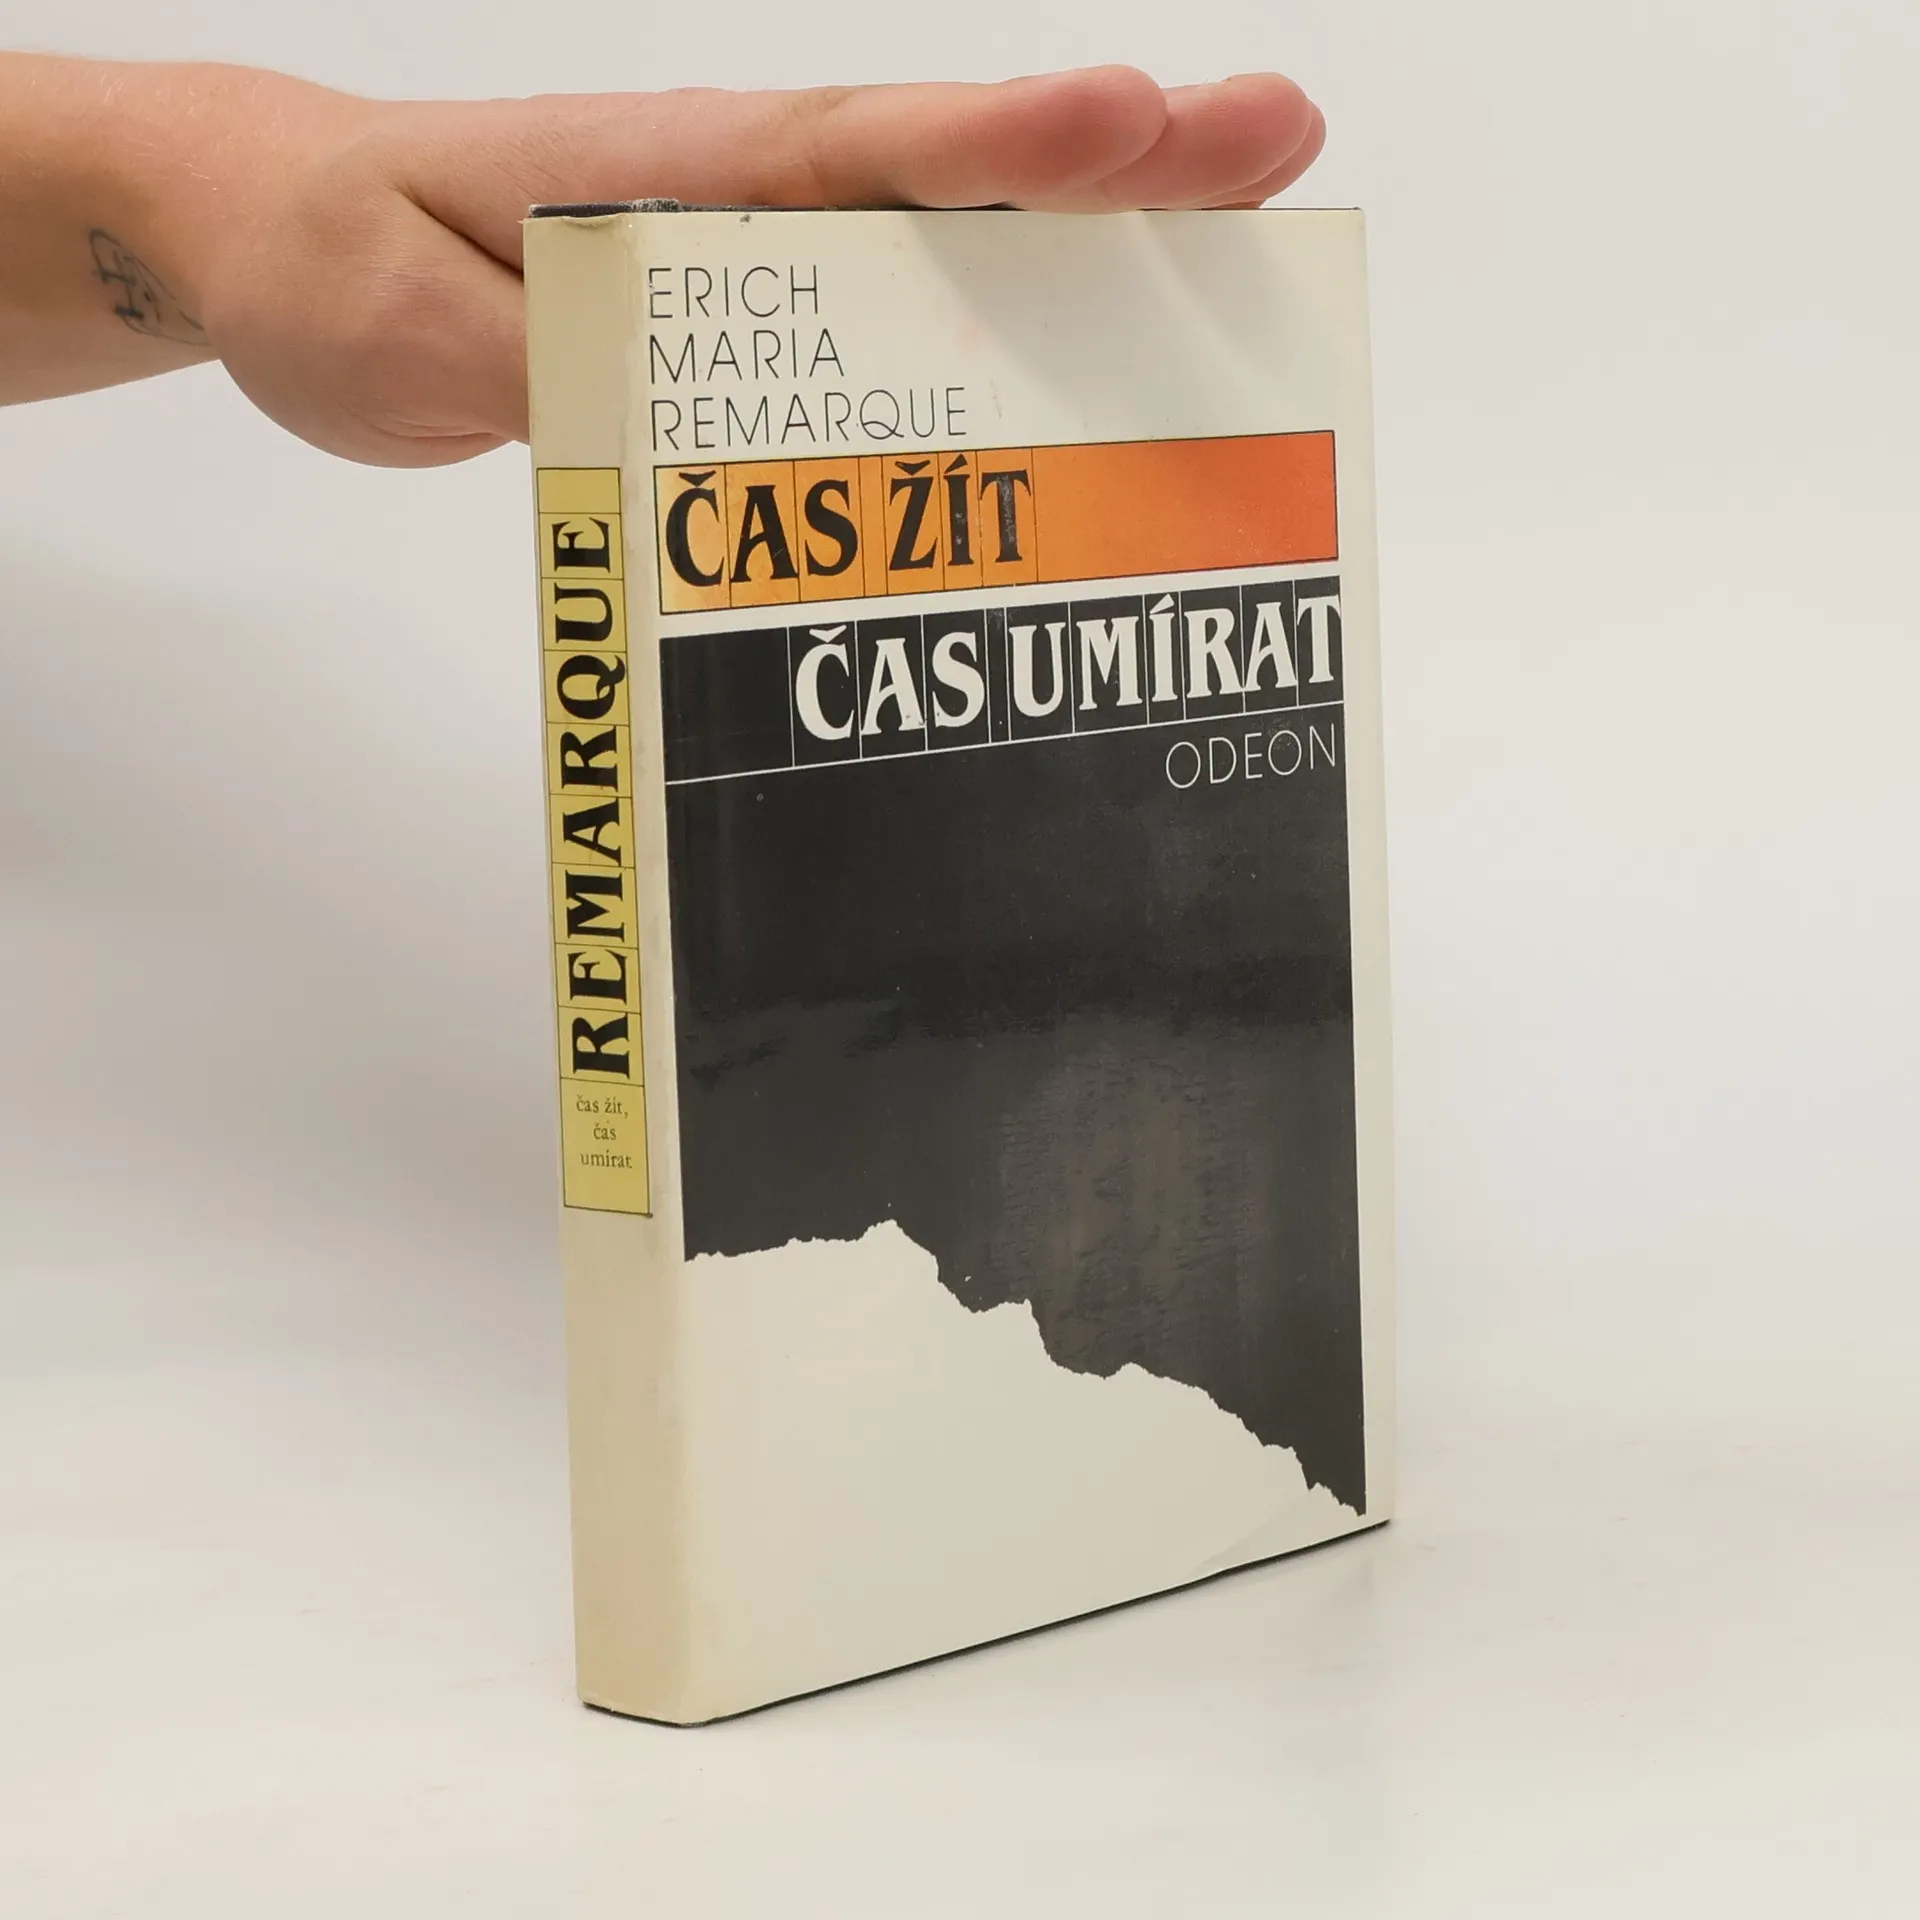 ERICH
MARIA
REMARQUE
ČAS ŽÍT
ČAS UMÍRAT
ODEON
REMARQUE
čas žít,
čas
umírat